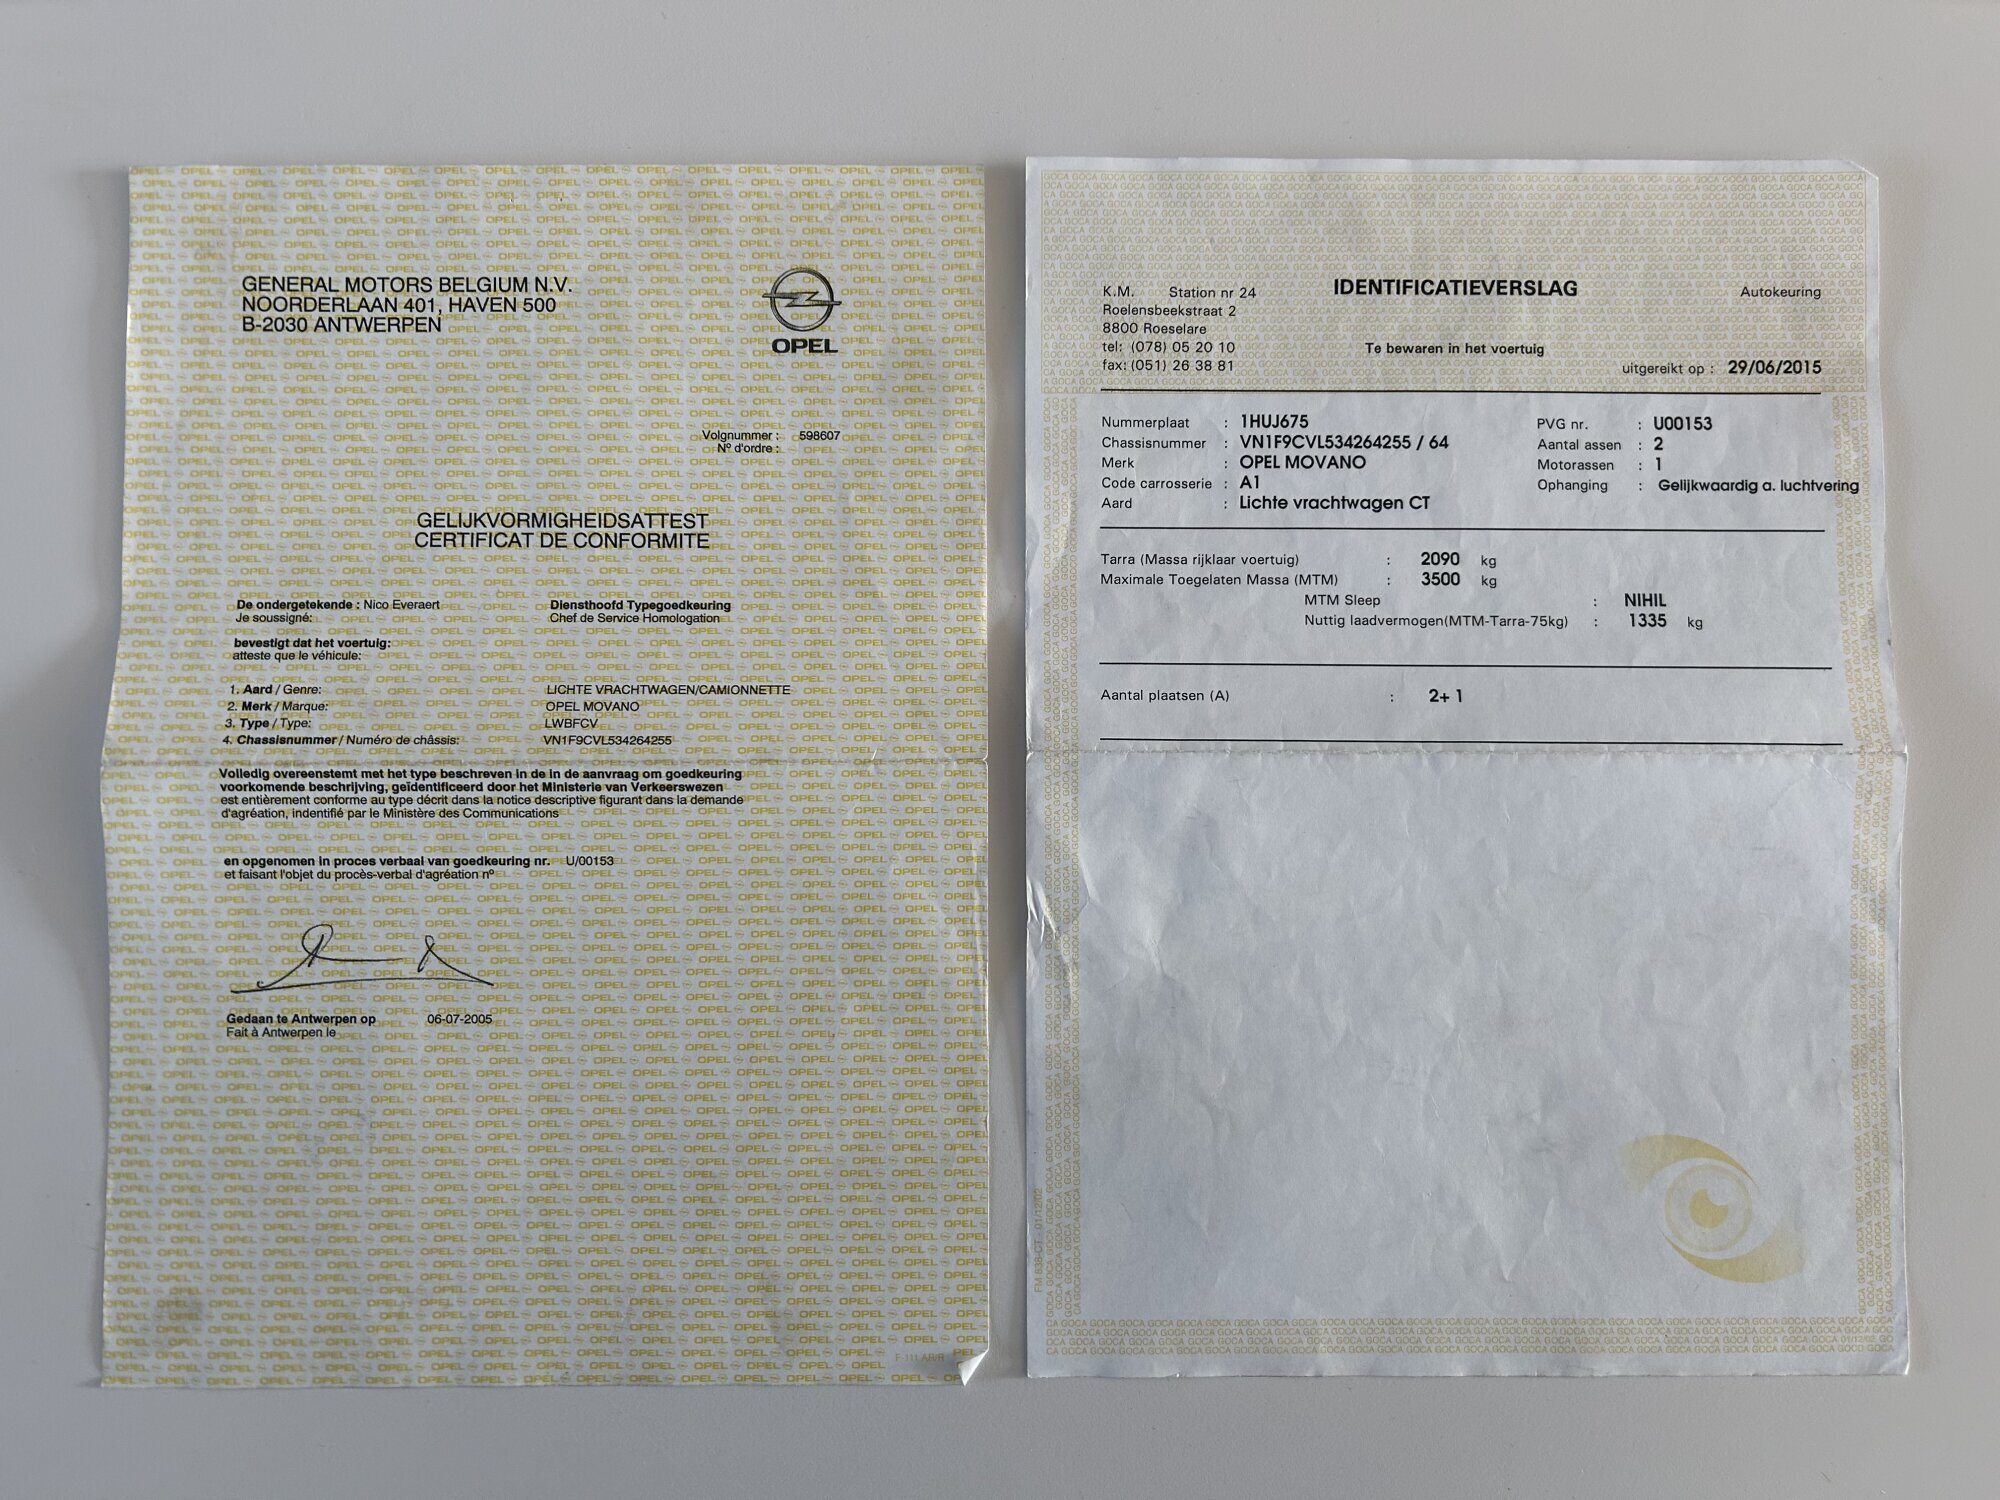 GENERAL MOTORS BELGIUM N.V.
NOORDERLAAN 401, HAVEN 500
B-2030 ANTWERPEN
OPEL
Volgnummer : 598607
Nº d'ordre :
GELIJKVORMIGHEIDSATTEST
CERTIFICAT DE CONFORMITE
De ondergetekende : Nico Everaert Diensthoofd Typegoedkeuring
Je soussigné: Chef de Service Homologation
bevestigt dat het voertuig:
atteste que le véhicule:
1. Aard / Genre: LICHTE VRACHTWAGEN/CAMIONNETTE
2. Merk / Marque: OPEL MOVANO
3. Type / Type: LWBFCV
4. Chassisnummer / Numéro de châssis: VN1F9CVL534264255
Volledig overeenstemt met het type beschreven in de in de aanvraag om goedkeuring
voorkomende beschrijving, geïdentificeerd door het Ministerie van Verkeerswezen
est entièrement conforme au type décrit dans la notice descriptive figurant dans la demande
d'agréation, indentifié par le Ministère des Communications
en opgenomen in proces verbaal van goedkeuring nr. U/00153
et faisant l'objet du procès-verbal d'agréation nº
Gedaan te Antwerpen op 06-07-2005
Fait à Antwerpen le
F-111 AR/R
K.M. Station nr 24
Roelensbeekstraat 2
8800 Roeselare
tel: (078) 05 20 10
fax: (051) 26 38 81
IDENTIFICATIEVERSLAG
Te bewaren in het voertuig
Autokeuring
uitgereikt op : 29/06/2015
Nummerplaat : 1HUJ675
Chassisnummer : VN1F9CVL534264255 / 64
Merk : OPEL MOVANO
Code carrosserie : A1
Aard : Lichte vrachtwagen CT
PVG nr. : U00153
Aantal assen : 2
Motorassen : 1
Ophanging : Gelijkwaardig a. luchtvering
Tarra (Massa rijklaar voertuig) : 2090 kg
Maximale Toegelaten Massa (MTM) : 3500 kg
MTM Sleep : NIHIL
Nuttig laadvermogen(MTM-Tarra-75kg) : 1335 kg
Aantal plaatsen (A) : 2+ 1